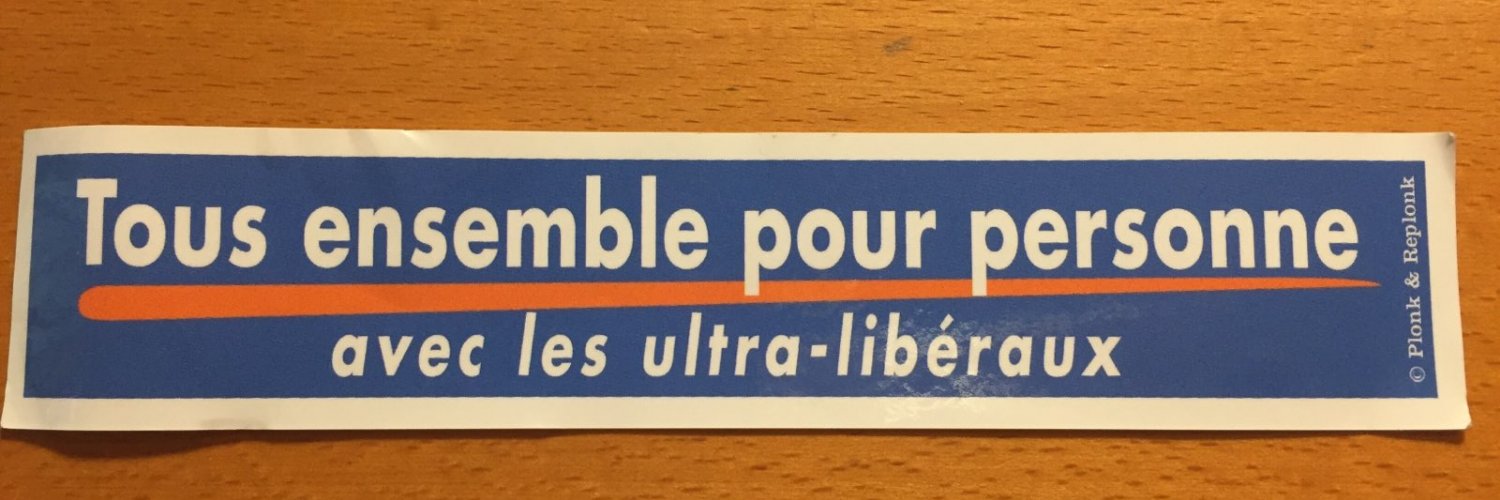 Tous ensemble pour personne
avec les ultra-libéraux
© Plonk & Replonk